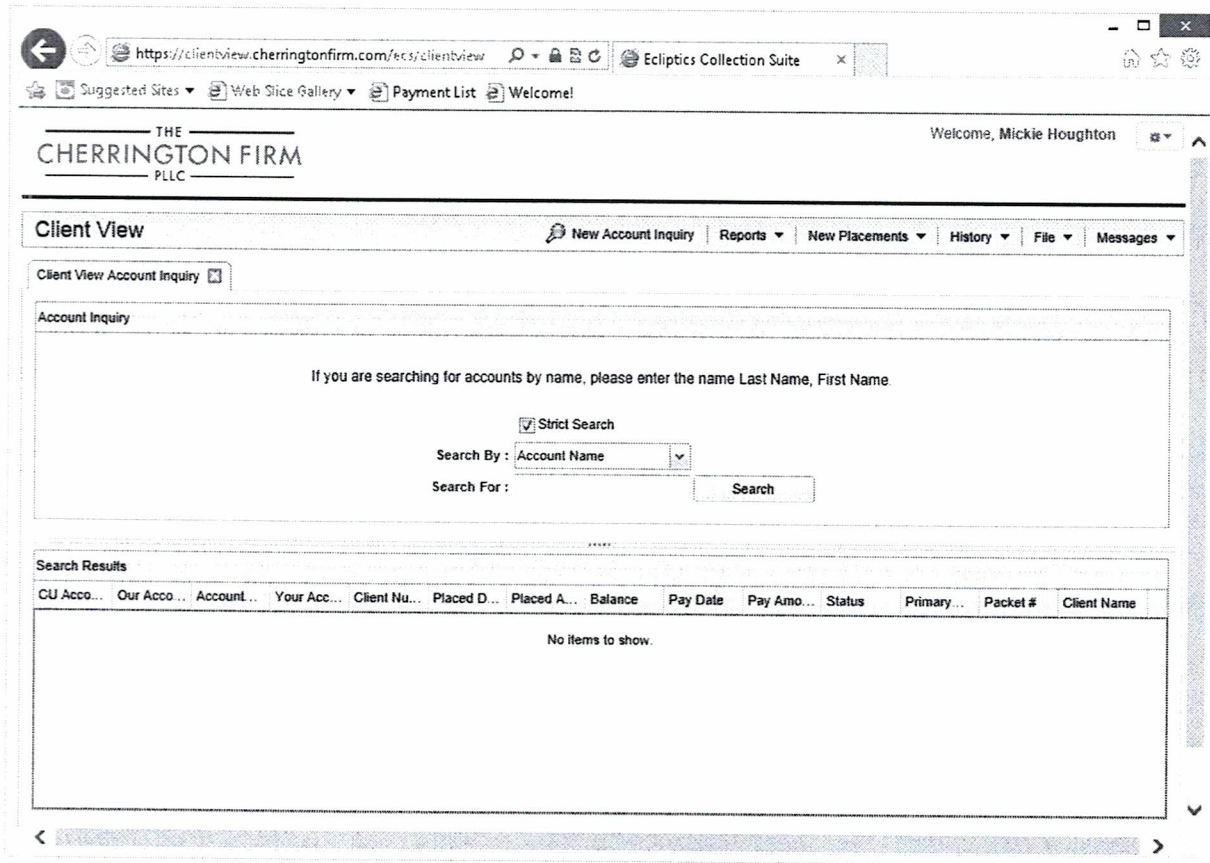 https://clientview.cherringtonfirm.com/ecs/clientview Ecliptics Collection Suite
Suggested Sites Web Slice Gallery Payment List Welcome!
THE
CHERRINGTON FIRM
PLLC
Welcome, Mickie Houghton
Client View New Account Inquiry Reports New Placements History File Messages
Client View Account Inquiry
Account Inquiry
If you are searching for accounts by name, please enter the name Last Name, First Name.
Strict Search
Search By : Account Name
Search For : Search
Search Results
CU Acco... Our Acco... Account... Your Acc... Client Nu... Placed D... Placed A... Balance Pay Date Pay Amo... Status Primary... Packet # Client Name
No items to show.